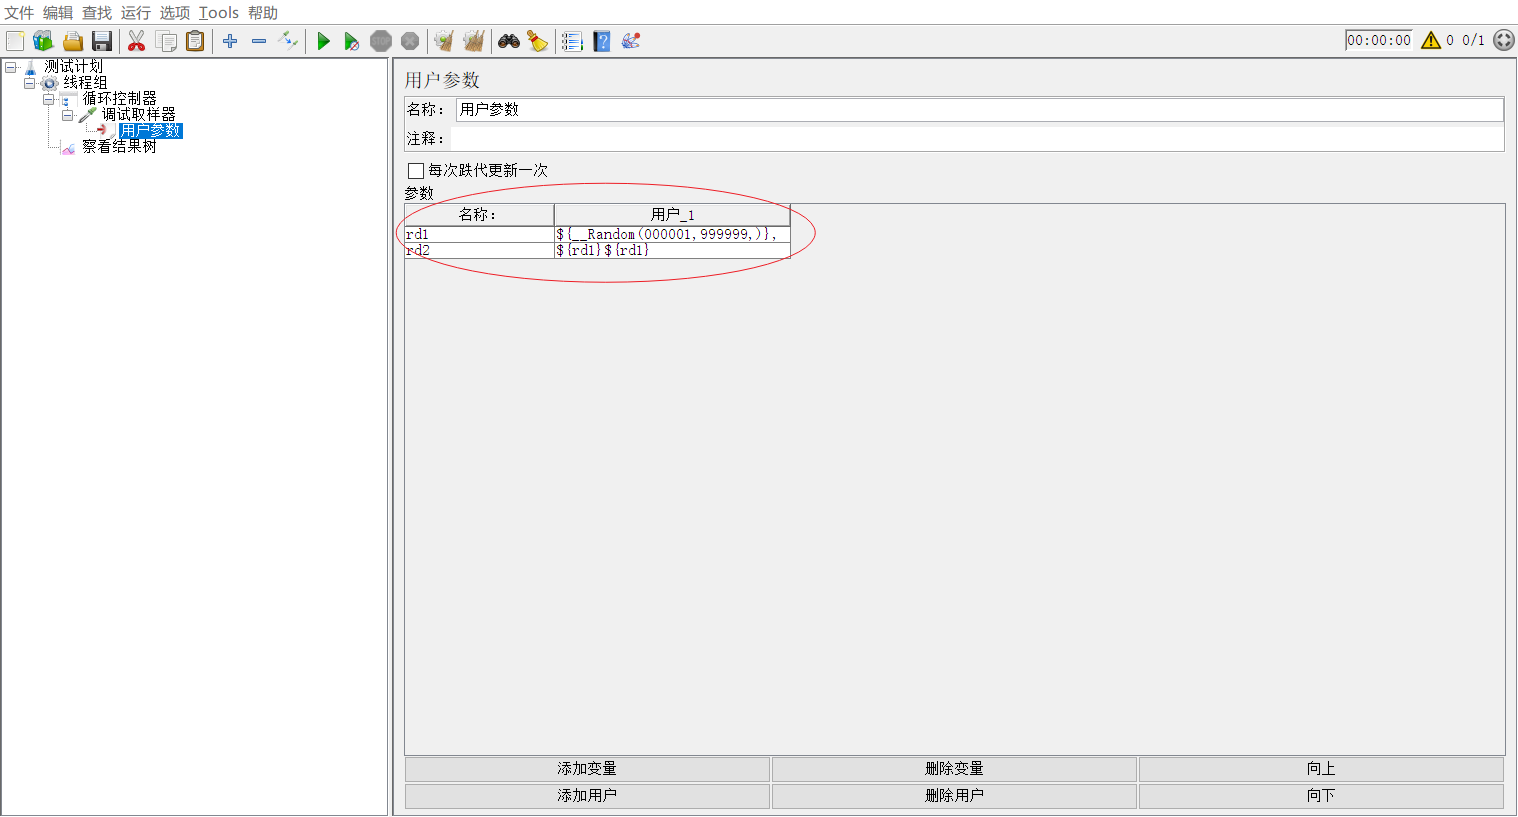 文件 编辑 查找 运行 选项 Tools 帮助
STOP
00:00:00 0 0/1
测试计划
线程组
循环控制器
调试取样器
用户参数
察看结果树
用户参数
名称： 用户参数
注释：
每次跌代更新一次
参数
名称： 用户_1
rd1 ${__Random(000001,999999,)},
rd2 ${rd1}${rd1}
添加变量 删除变量 向上
添加用户 删除用户 向下